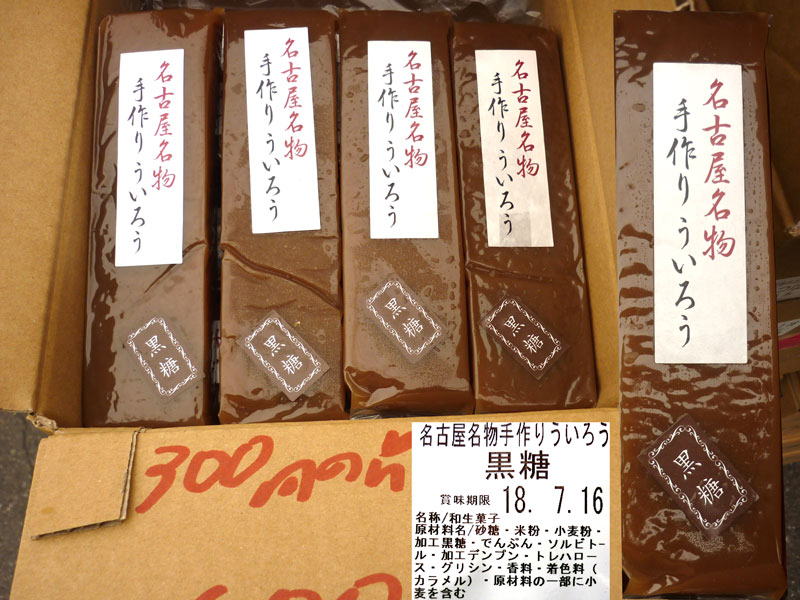 名古屋名物
手作りういろう
黒糖
名古屋名物
手作りういろう
黒糖
名古屋名物
手作りういろう
黒糖
名古屋名物
手作りういろう
黒糖
名古屋名物
手作りういろう
黒糖
300
名古屋名物手作りういろう
黒糖
賞味期限 18. 7.16
名称/和生菓子
原材料名/砂糖・米粉・小麦粉・
加工黒糖・でんぷん・ソルビトー
ル・加工デンプン・トレハロー
ス・グリシン・香料・着色料（
カラメル）・原材料の一部に小
麦を含む